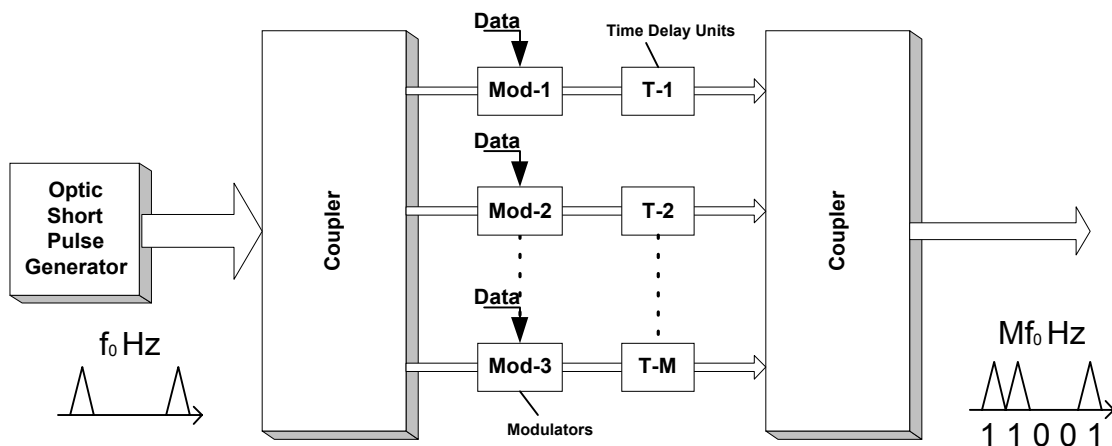 Data
Time Delay Units
Mod-1
T-1
Data
Optic
Short
Pulse
Generator
Coupler
Mod-2
T-2
Coupler
Data
f₀ Hz
Mod-3
T-M
Mf₀ Hz
Modulators
1 1 0 0 1